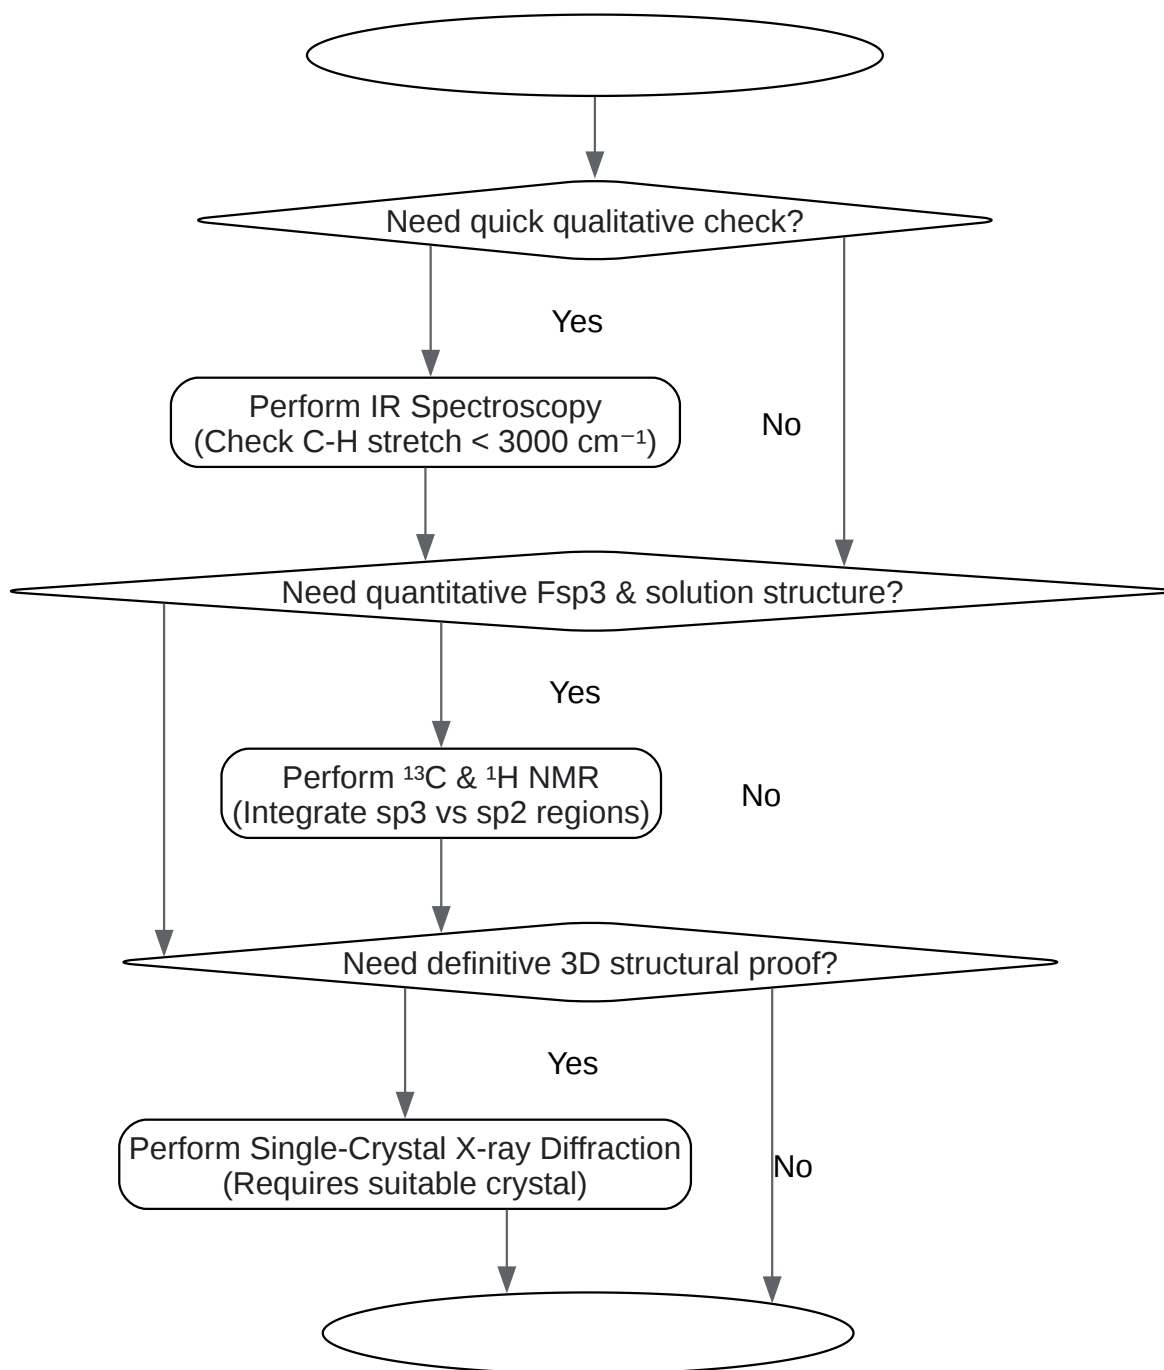 Need quick qualitative check?
Yes
Perform IR Spectroscopy
(Check C-H stretch < 3000 cm⁻¹)
No
Need quantitative Fsp3 & solution structure?
Yes
Perform ¹³C & ¹H NMR
(Integrate sp3 vs sp2 regions)
No
Need definitive 3D structural proof?
Yes
Perform Single-Crystal X-ray Diffraction
(Requires suitable crystal)
No